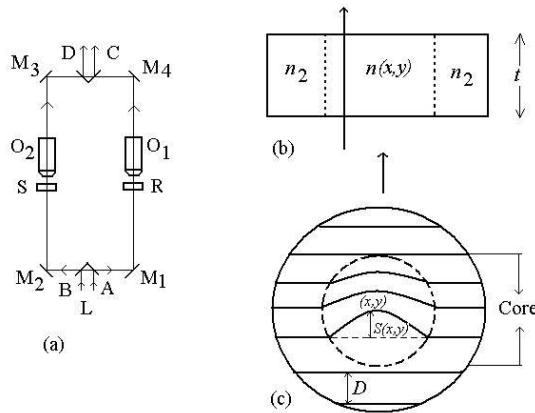 D C
M3 M4
O2 O1
S R
M2 M1
B A
L
(a)
n2 n(x,y) n2
t
(b)
(x,y)
S(x,y)
Core
D
(c)